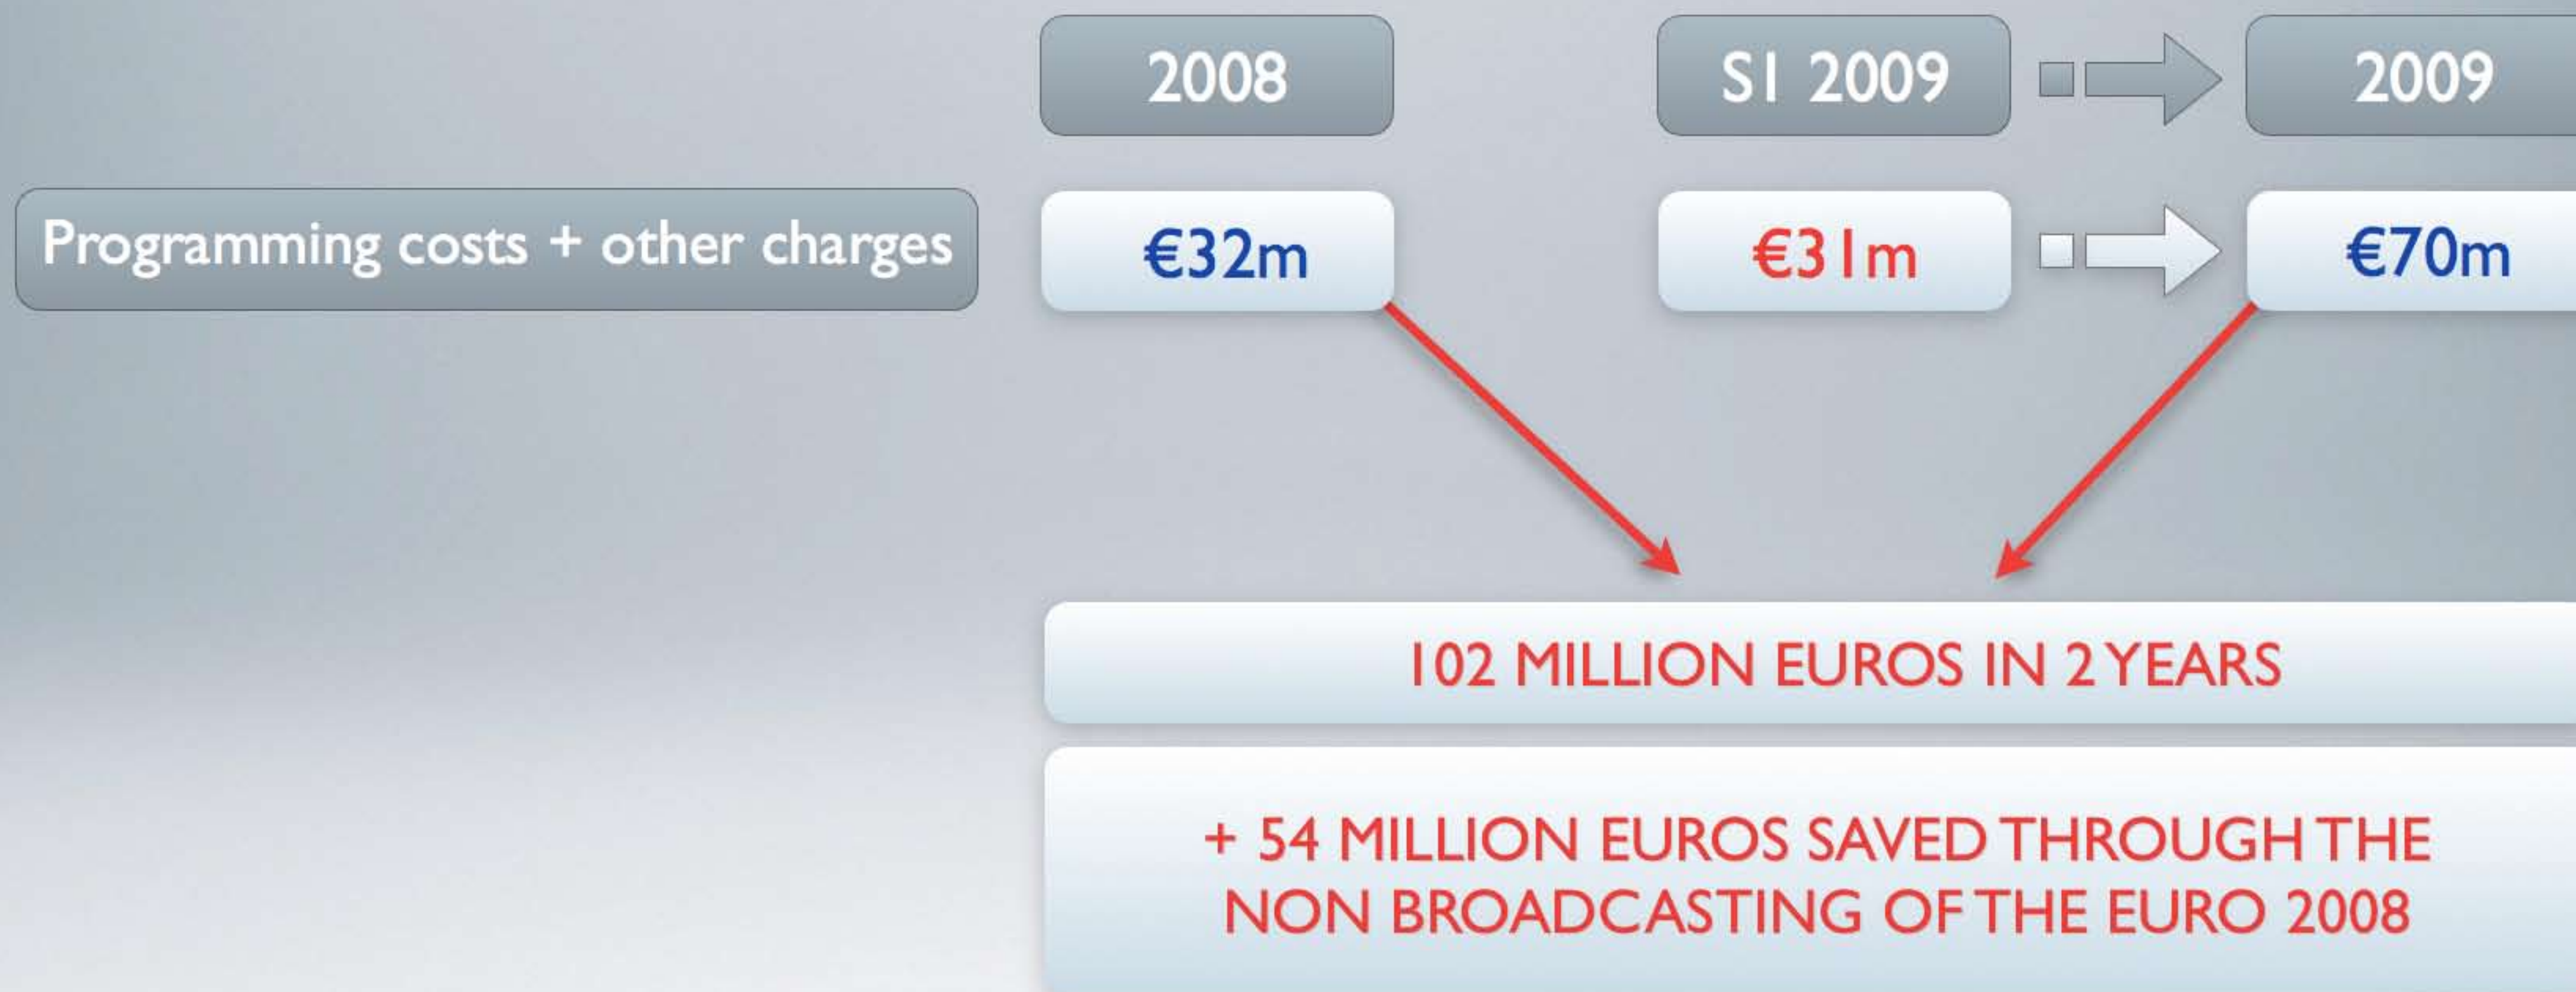 2008 S1 2009 2009
Programming costs + other charges €32m €31m €70m
102 MILLION EUROS IN 2 YEARS
+ 54 MILLION EUROS SAVED THROUGH THE
NON BROADCASTING OF THE EURO 2008